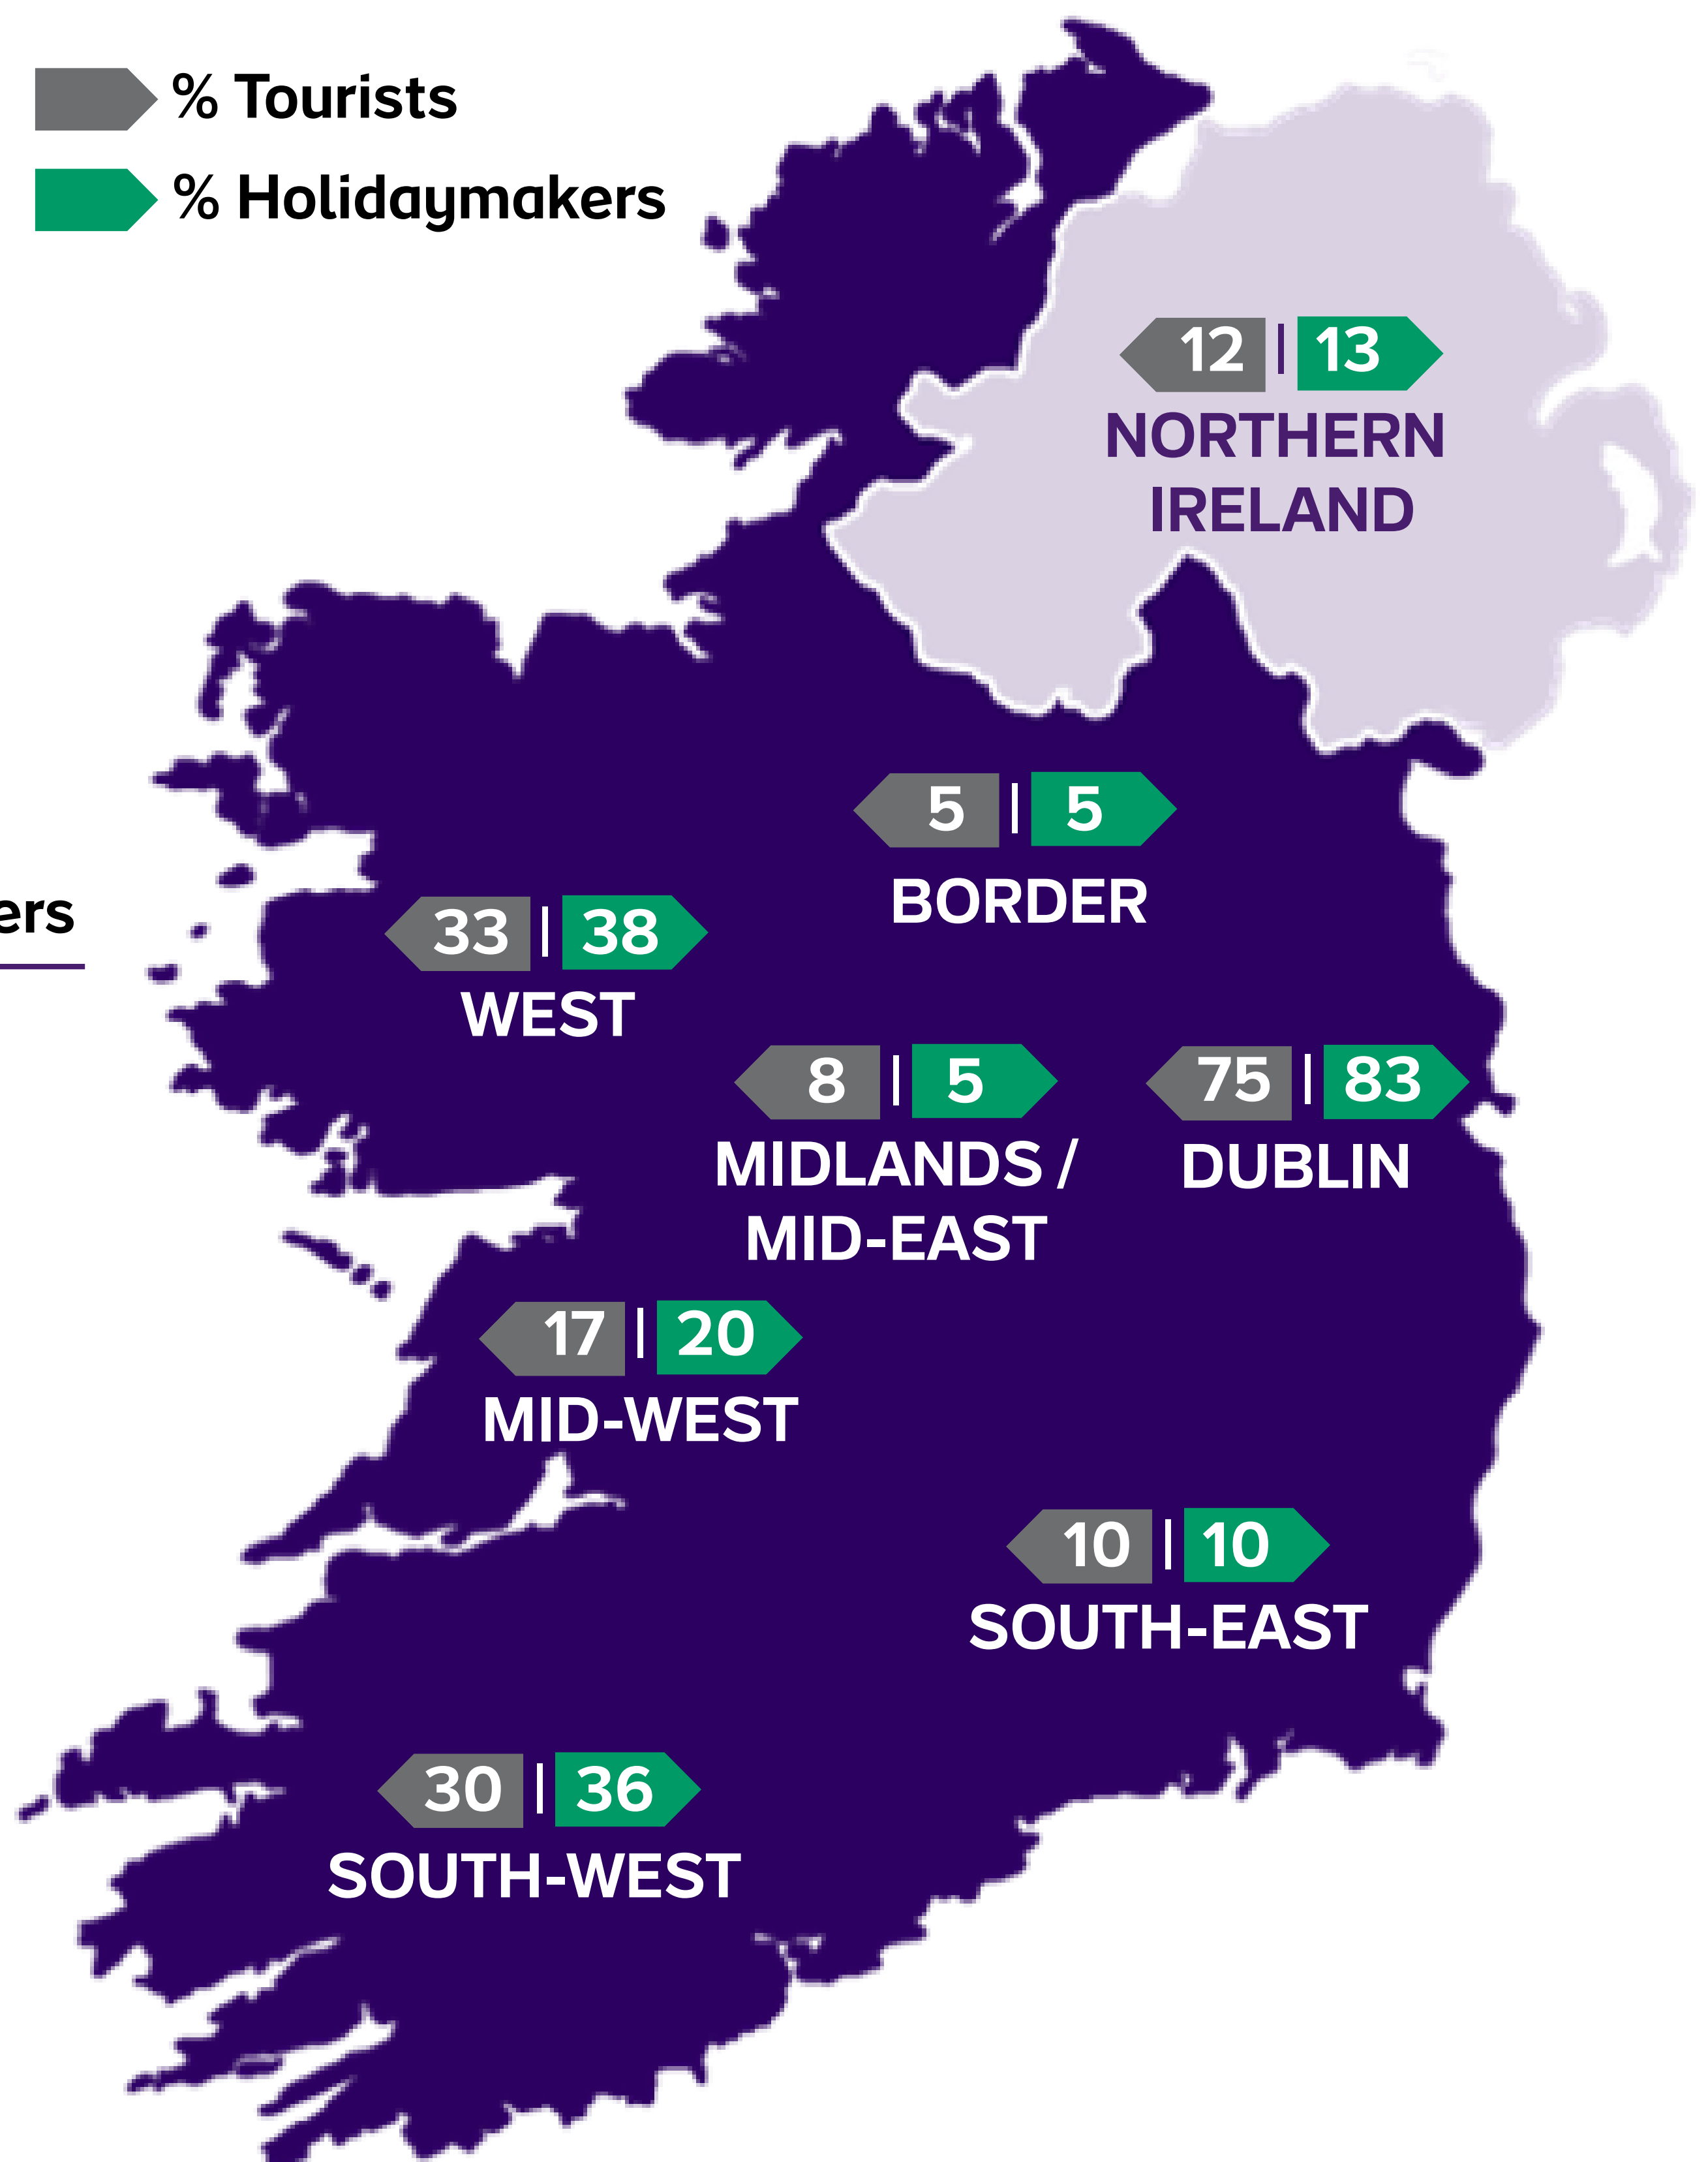 % Tourists
% Holidaymakers
12 | 13
NORTHERN
IRELAND
5 | 5
BORDER
ers
33 | 38
WEST
8 | 5
MIDLANDS /
MID-EAST
75 | 83
DUBLIN
17 | 20
MID-WEST
10 | 10
SOUTH-EAST
30 | 36
SOUTH-WEST